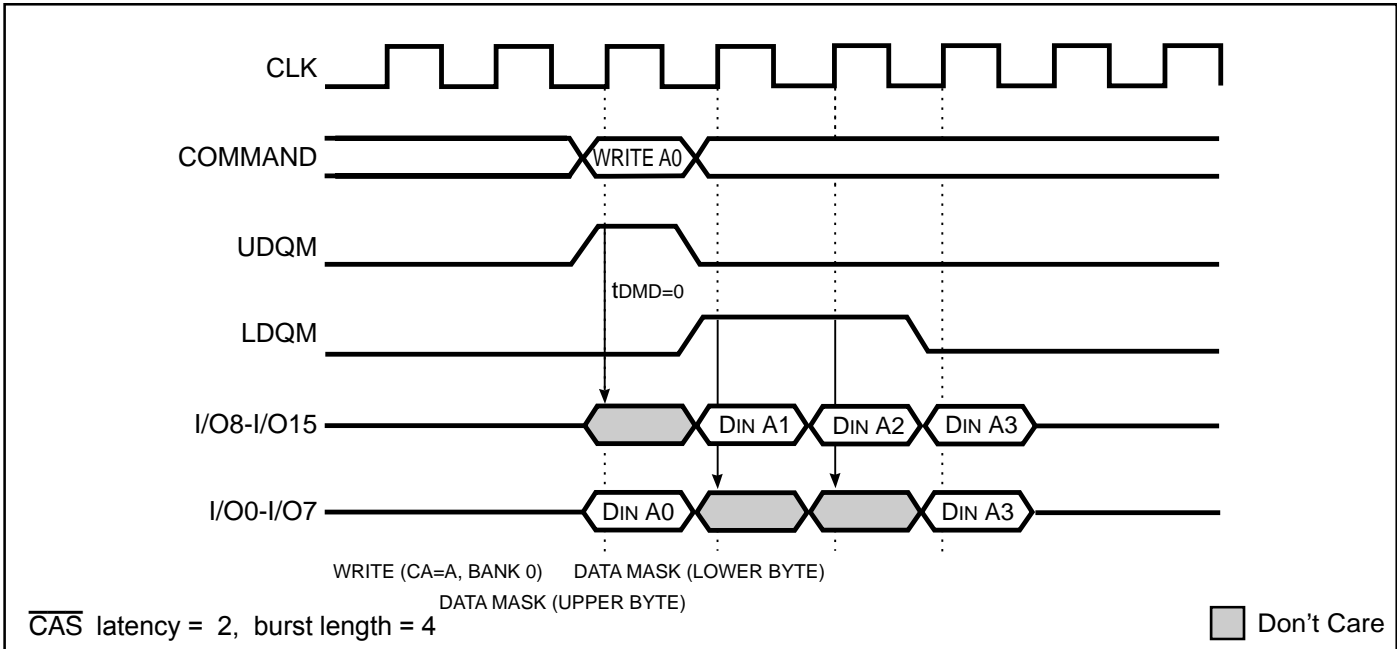 CLK
COMMAND WRITE A0
UDQM
tDMD=0
LDQM
I/O8-I/O15 DIN A1 DIN A2 DIN A3
I/O0-I/O7 DIN A0 DIN A3
WRITE (CA=A, BANK 0) DATA MASK (LOWER BYTE)
DATA MASK (UPPER BYTE)
CAS latency = 2, burst length = 4 Don't Care